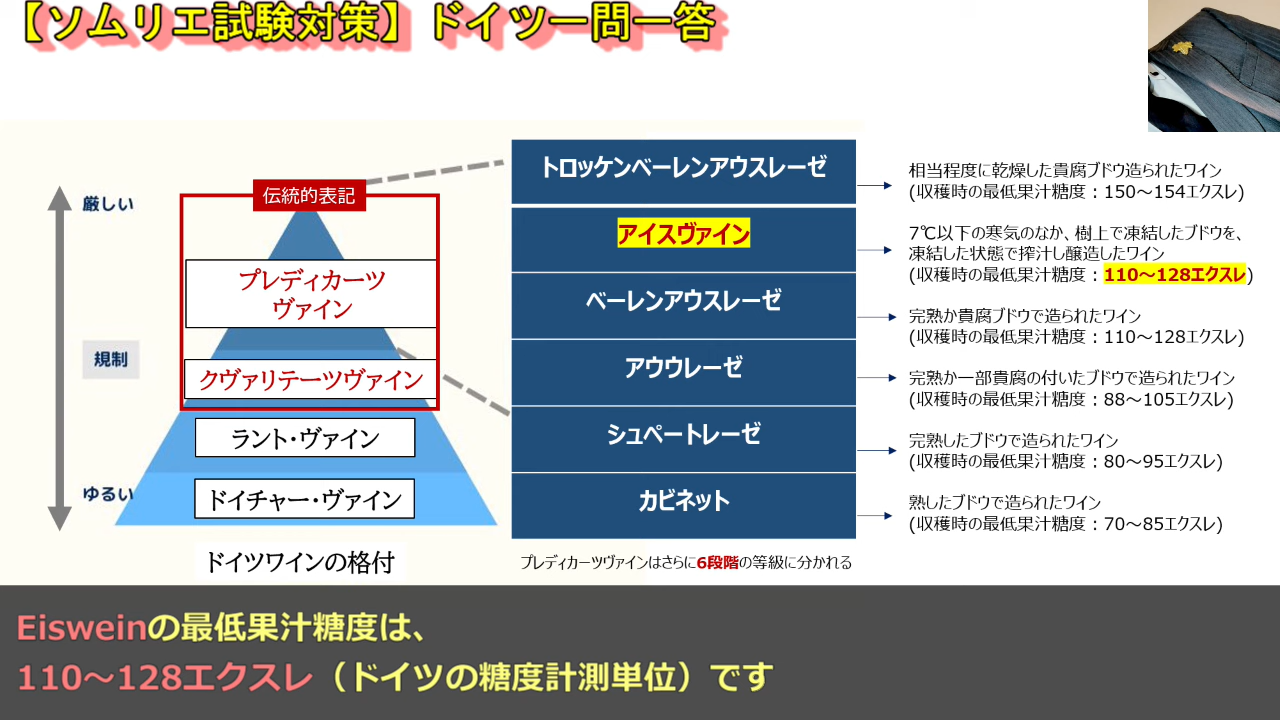 【ソムリエ試験対策】ドイツ一問一答
厳しい
規制
ゆるい
伝統的表記
プレディカーツ
ヴァイン
クヴァリテーツヴァイン
ラント・ヴァイン
ドイチャー・ヴァイン
ドイツワインの格付
トロッケンベーレンアウスレーゼ
アイスヴァイン
ベーレンアウスレーゼ
アウウレーゼ
シュペートレーゼ
カビネット
プレディカーツヴァインはさらに6段階の等級に分かれる
相当程度に乾燥した貴腐ブドウ造られたワイン
(収穫時の最低果汁糖度：150～154エクスレ)
7℃以下の寒気のなか、樹上で凍結したブドウを、
凍結した状態で搾汁し醸造したワイン
(収穫時の最低果汁糖度：110～128エクスレ)
完熟か貴腐ブドウで造られたワイン
(収穫時の最低果汁糖度：110～128エクスレ)
完熟か一部貴腐の付いたブドウで造られたワイン
(収穫時の最低果汁糖度：88～105エクスレ)
完熟したブドウで造られたワイン
(収穫時の最低果汁糖度：80～95エクスレ)
熟したブドウで造られたワイン
(収穫時の最低果汁糖度：70～85エクスレ)
Eisweinの最低果汁糖度は、
110～128エクスレ（ドイツの糖度計測単位）です